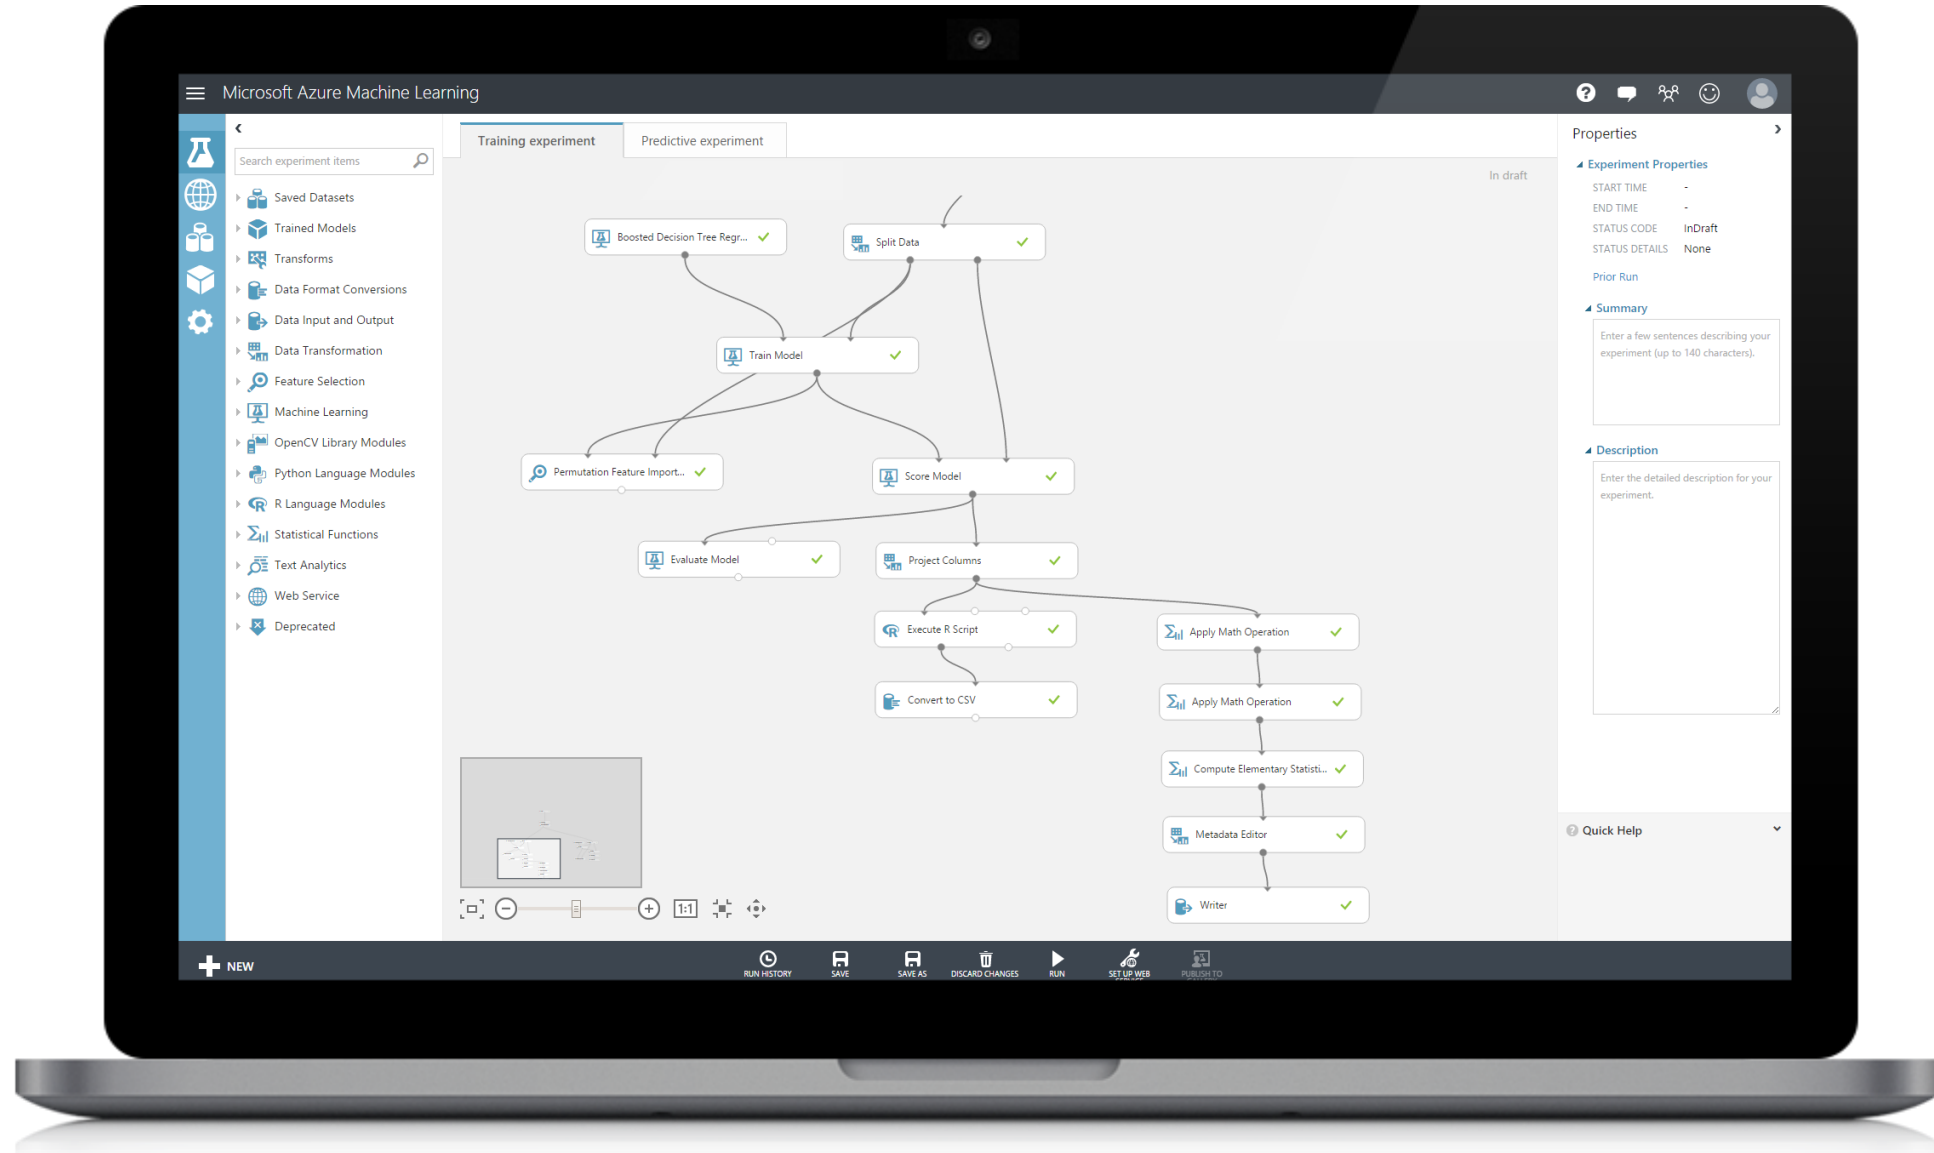 Microsoft Azure Machine Learning
Search experiment items
Saved Datasets
Trained Models
Transforms
Data Format Conversions
Data Input and Output
Data Transformation
Feature Selection
Machine Learning
OpenCV Library Modules
Python Language Modules
R Language Modules
Statistical Functions
Text Analytics
Web Service
Deprecated
Training experiment
Predictive experiment
In draft
Boosted Decision Tree Regr...
Split Data
Train Model
Permutation Feature Import...
Score Model
Evaluate Model
Project Columns
Execute R Script
Apply Math Operation
Convert to CSV
Apply Math Operation
Compute Elementary Statisti...
Metadata Editor
Writer
1:1
Properties
Experiment Properties
START TIME -
END TIME -
STATUS CODE InDraft
STATUS DETAILS None
Prior Run
Summary
Enter a few sentences describing your
experiment (up to 140 characters).
Description
Enter the detailed description for your
experiment.
Quick Help
NEW
RUN HISTORY
SAVE
SAVE AS
DISCARD CHANGES
RUN
SET UP WEB
SERVICE
PUBLISH TO
GALLERY